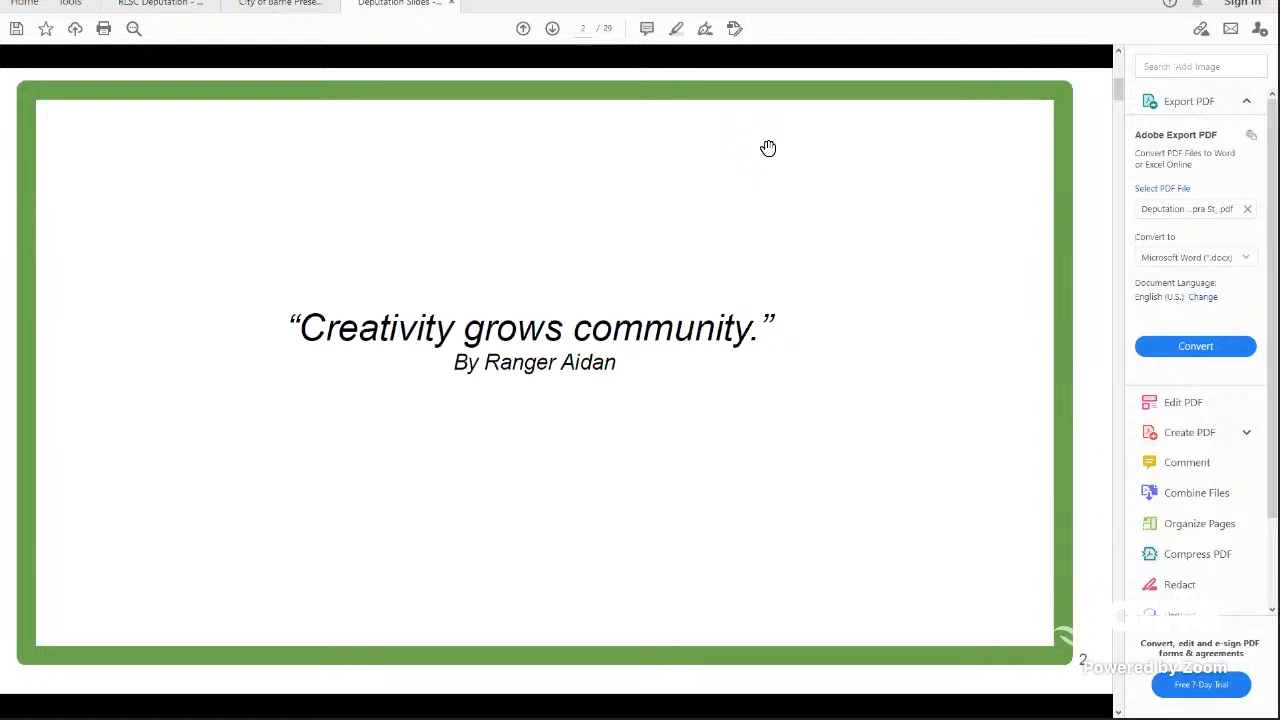 Home Tools RLSC Deputation - ... City of Barrie Prese... Deputation Slides -... ×
Sign In
2 / 29
Search 'Add Image
Export PDF
Adobe Export PDF
Convert PDF Files to Word
or Excel Online
Select PDF File
Deputation ...pra St_.pdf
Convert to
Microsoft Word (*.docx)
Document Language:
English (U.S.) Change
Convert
“Creativity grows community.”
By Ranger Aidan
Edit PDF
Create PDF
Comment
Combine Files
Organize Pages
Compress PDF
Redact
2
Convert, edit and e-sign PDF
forms & agreements
Powered by Zoom
Free 7-Day Trial